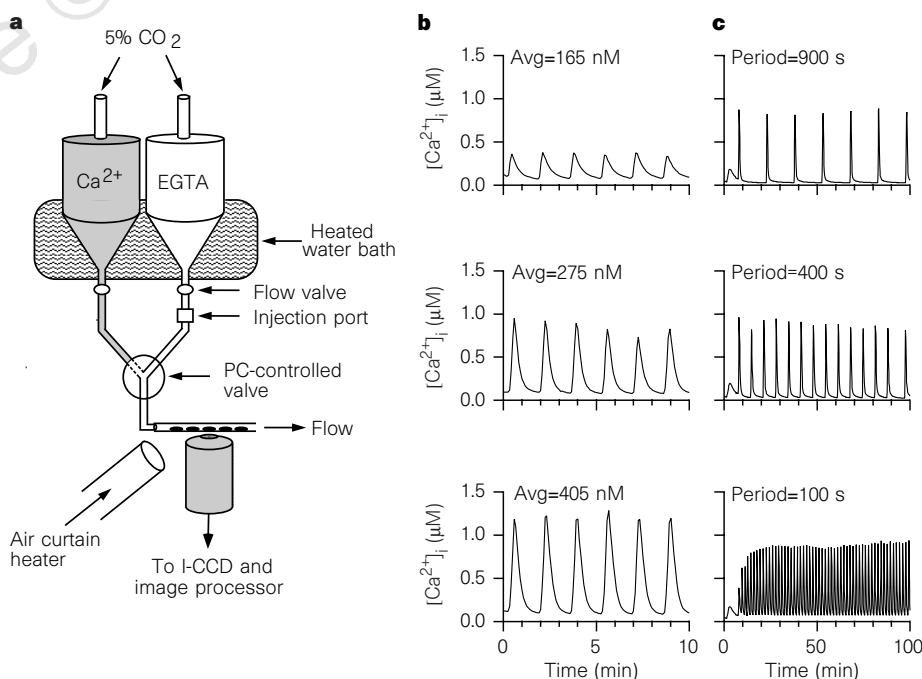 a
5% CO 2
Ca2+
EGTA
Heated
water bath
Flow valve
Injection port
PC-controlled
valve
Flow
Air curtain
heater
To I-CCD and
image processor
b
Avg=165 nM
1.5
1.0
0.5
0.0
[Ca2+]i (μM)
Avg=275 nM
1.5
1.0
0.5
0.0
[Ca2+]i (μM)
Avg=405 nM
1.5
1.0
0.5
0.0
[Ca2+]i (μM)
0
5
10
Time (min)
c
Period=900 s
Period=400 s
Period=100 s
0
50
100
Time (min)